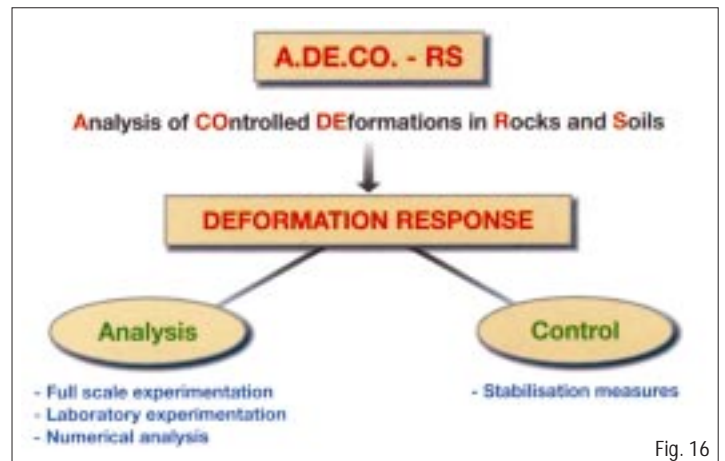 A.DE.CO. - RS
Analysis of COntrolled DEformations in Rocks and Soils
DEFORMATION RESPONSE
Analysis
Control
- Full scale experimentation
- Laboratory experimentation
- Numerical analysis
- Stabilisation measures
Fig. 16